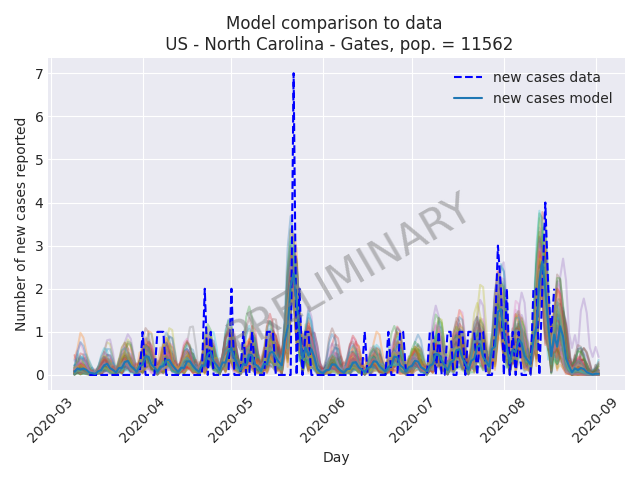 Model comparison to data
US - North Carolina - Gates, pop. = 11562
7
6
5
4
3
2
1
0
Number of new cases reported
new cases data
new cases model
PRELIMINARY
2020-03
2020-04
2020-05
2020-06
2020-07
2020-08
2020-09
Day